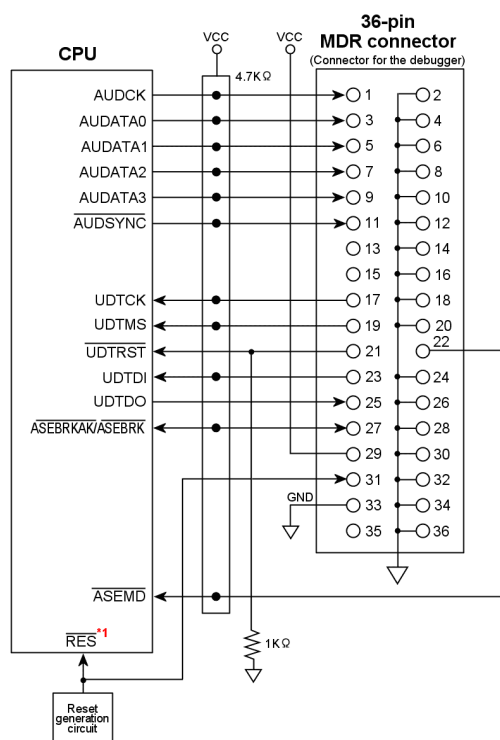 36-pin
MDR connector
(Connector for the debugger)
CPU
VCC
VCC
4.7KΩ
AUDCK
1
2
AUDATA0
3
4
AUDATA1
5
6
AUDATA2
7
8
AUDATA3
9
10
AUDSYNC
11
12
13
14
15
16
UDTCK
17
18
UDTMS
19
20
UDTRST
21
22
UDTDI
23
24
UDTDO
25
26
ASEBRKAK/ASEBRK
27
28
29
30
31
32
GND
33
34
35
36
ASEMD
RES*1
1KΩ
Reset
generation
circuit